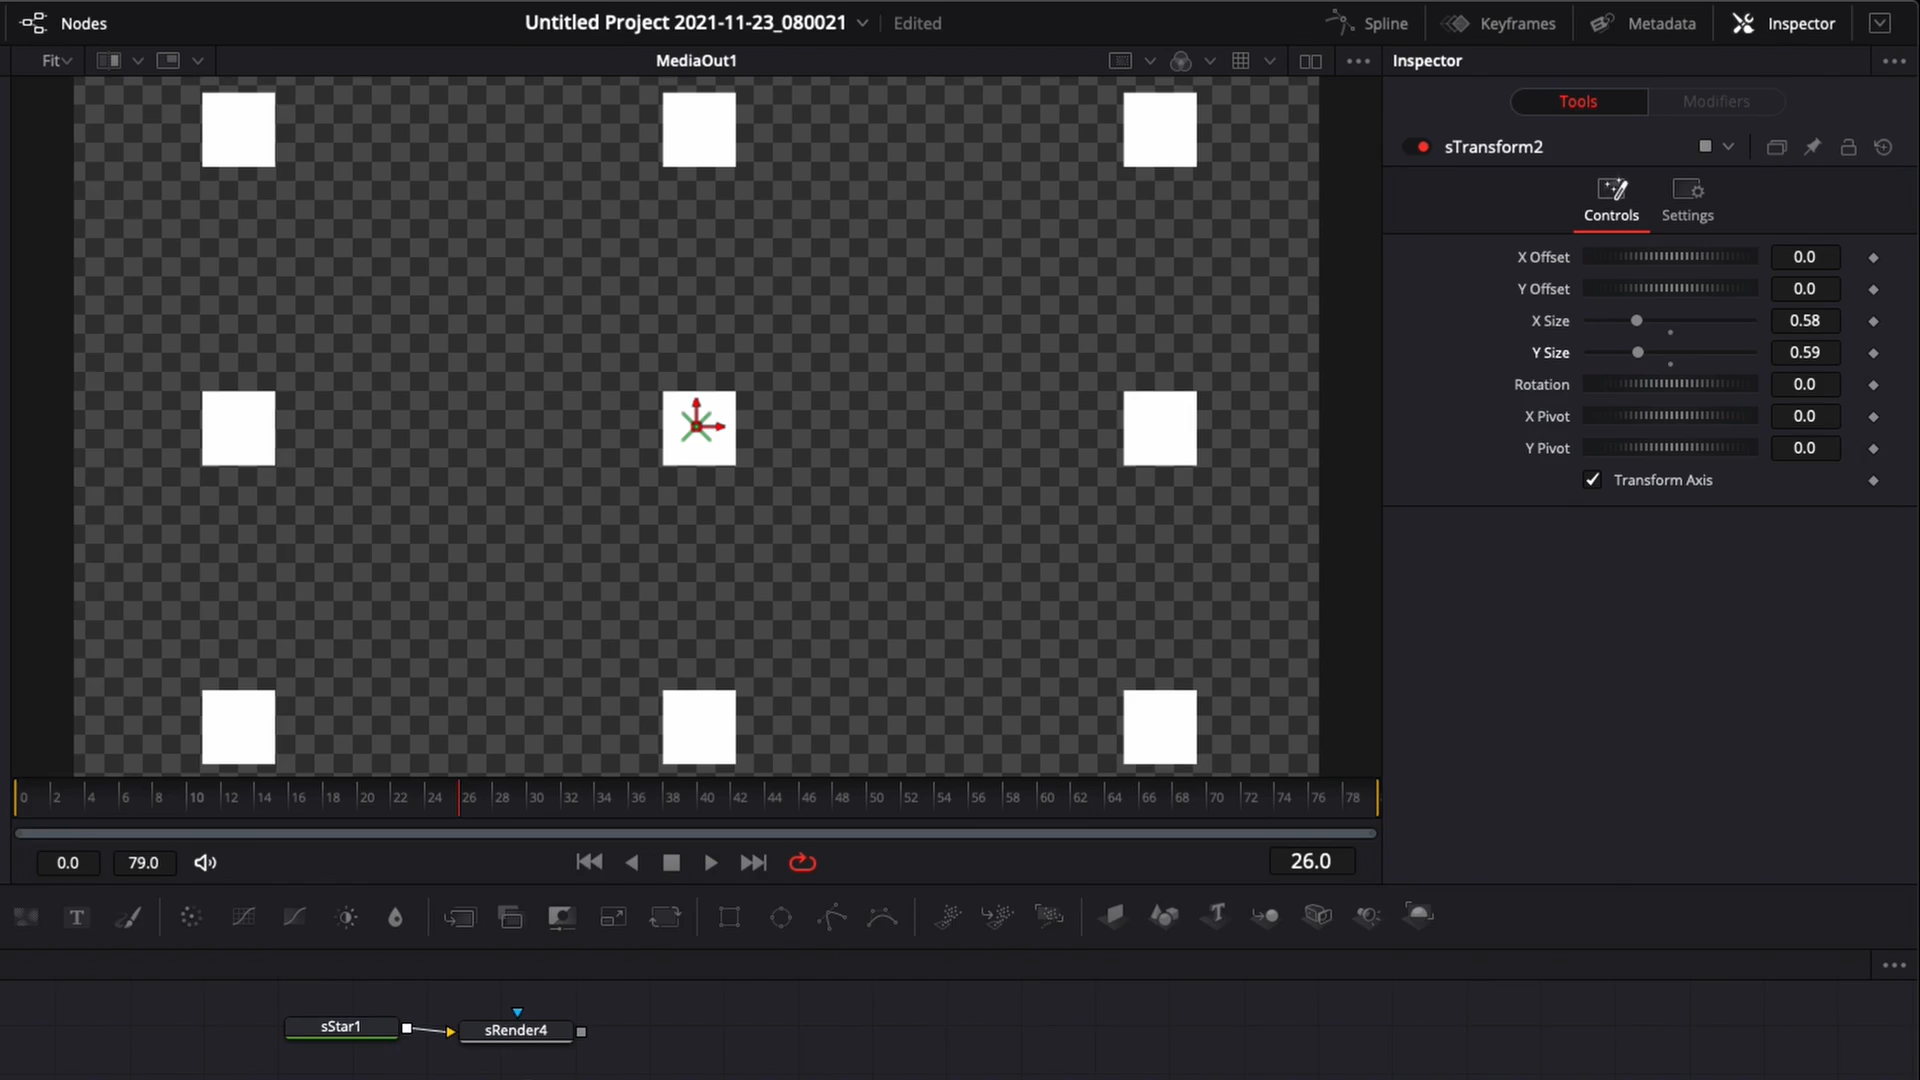 Nodes
Untitled Project 2021-11-23_080021
Edited
Spline
Keyframes
Metadata
Inspector
Fit
MediaOut1
Inspector
Tools
Modifiers
sTransform2
Controls
Settings
X Offset 0.0
Y Offset 0.0
X Size 0.58
Y Size 0.59
Rotation 0.0
X Pivot 0.0
Y Pivot 0.0
Transform Axis
0 2 4 6 8 10 12 14 16 18 20 22 24 26 28 30 32 34 36 38 40 42 44 46 48 50 52 54 56 58 60 62 64 66 68 70 72 74 76 78
0.0
79.0
26.0
T
T
sStar1
sRender4